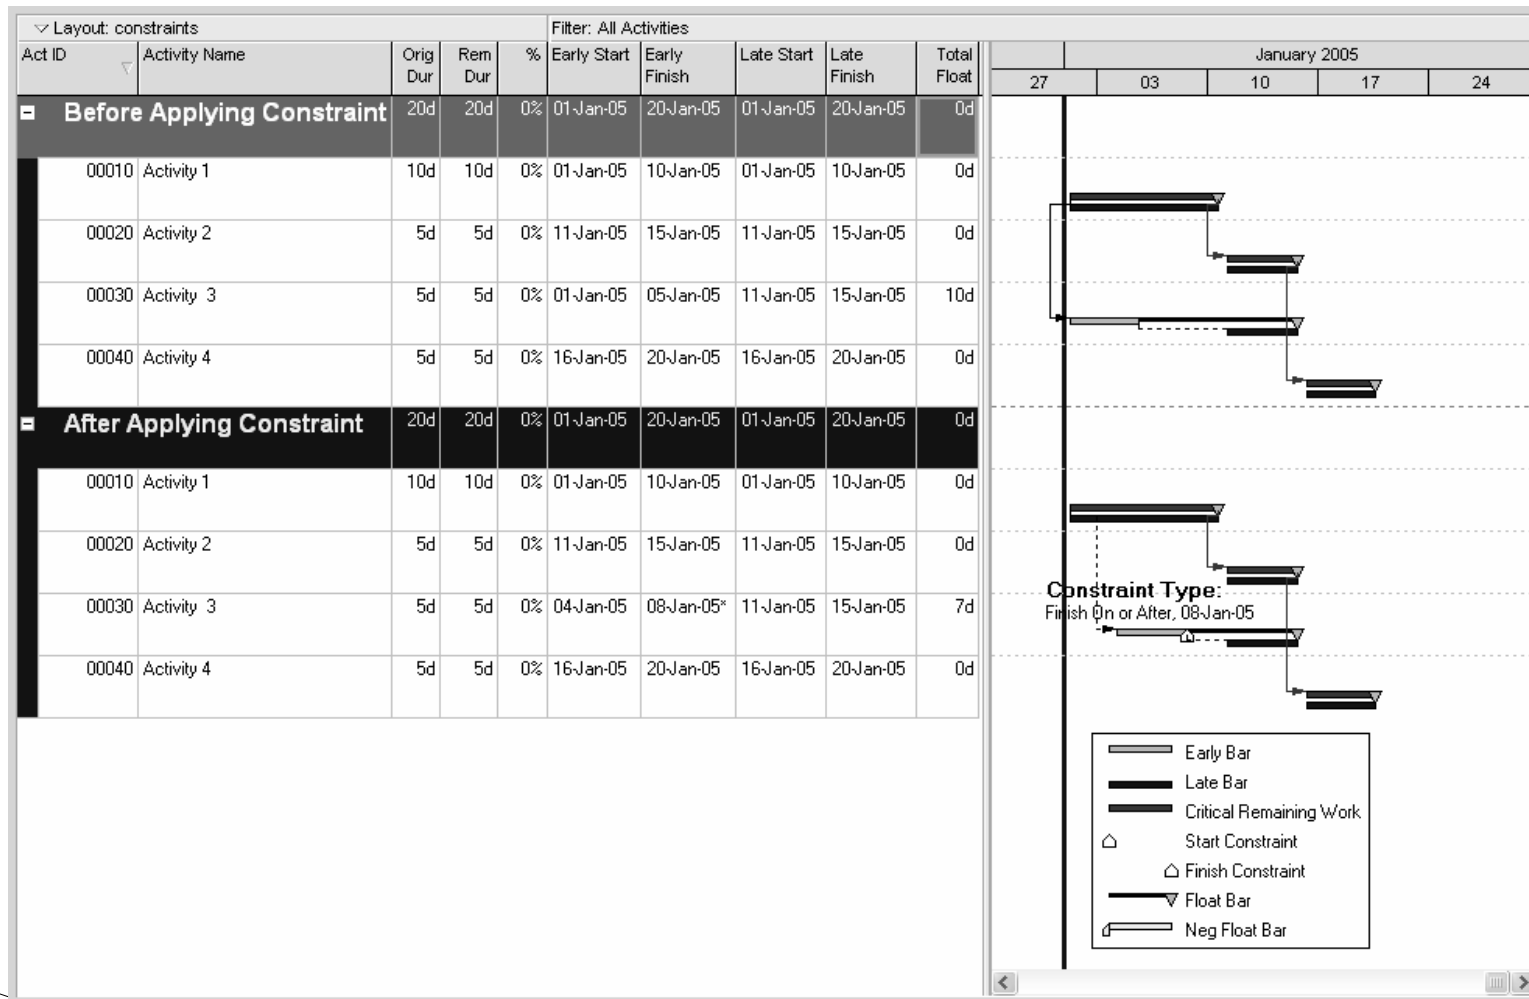 Layout: constraints Filter: All Activities
Act ID Activity Name Orig Dur Rem Dur % Early Start Early Finish Late Start Late Finish Total Float January 2005
27 03 10 17 24
Before Applying Constraint 20d 20d 0% 01-Jan-05 20-Jan-05 01-Jan-05 20-Jan-05 0d
00010 Activity 1 10d 10d 0% 01-Jan-05 10-Jan-05 01-Jan-05 10-Jan-05 0d
00020 Activity 2 5d 5d 0% 11-Jan-05 15-Jan-05 11-Jan-05 15-Jan-05 0d
00030 Activity 3 5d 5d 0% 01-Jan-05 05-Jan-05 11-Jan-05 15-Jan-05 10d
00040 Activity 4 5d 5d 0% 16-Jan-05 20-Jan-05 16-Jan-05 20-Jan-05 0d
After Applying Constraint 20d 20d 0% 01-Jan-05 20-Jan-05 01-Jan-05 20-Jan-05 0d
00010 Activity 1 10d 10d 0% 01-Jan-05 10-Jan-05 01-Jan-05 10-Jan-05 0d
00020 Activity 2 5d 5d 0% 11-Jan-05 15-Jan-05 11-Jan-05 15-Jan-05 0d
Constraint Type:
00030 Activity 3 5d 5d 0% 04-Jan-05 08-Jan-05* 11-Jan-05 15-Jan-05 7d Finish On or After, 08-Jan-05
00040 Activity 4 5d 5d 0% 16-Jan-05 20-Jan-05 16-Jan-05 20-Jan-05 0d
Early Bar
Late Bar
Critical Remaining Work
Start Constraint
Finish Constraint
Float Bar
Neg Float Bar